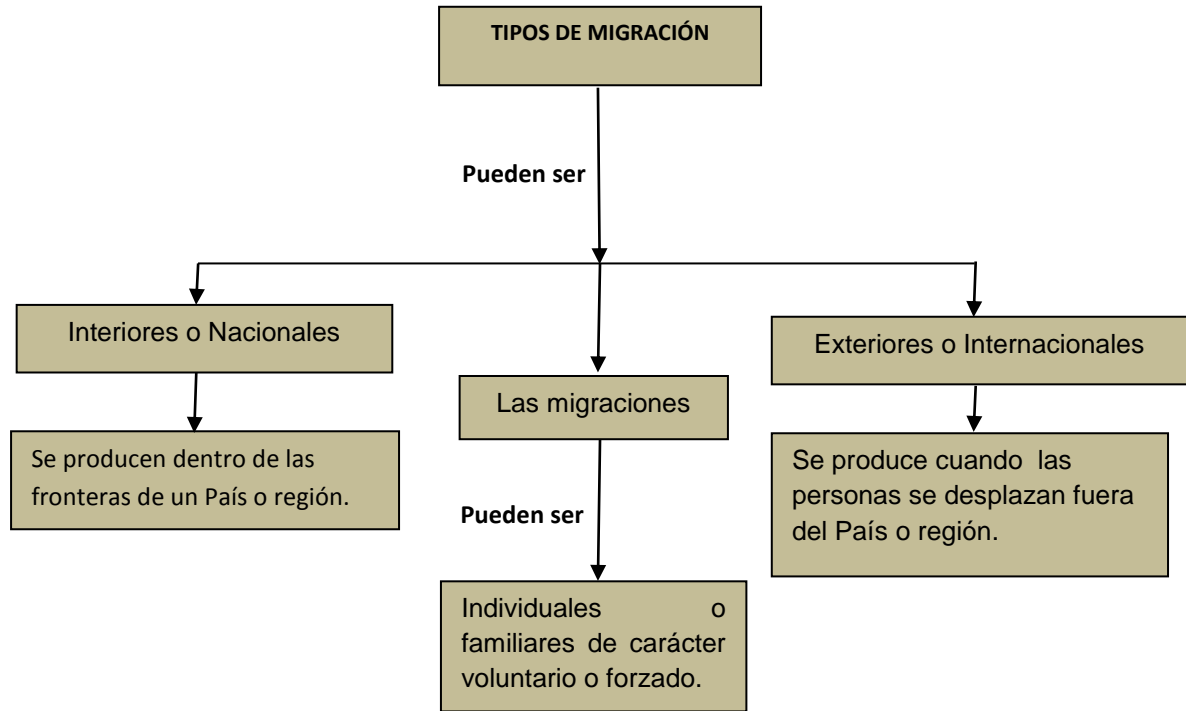 TIPOS DE MIGRACIÓN
Pueden ser
Interiores o Nacionales
Se producen dentro de las
fronteras de un País o región.
Las migraciones
Pueden ser
Individuales o
familiares de carácter
voluntario o forzado.
Exteriores o Internacionales
Se produce cuando las
personas se desplazan fuera
del País o región.